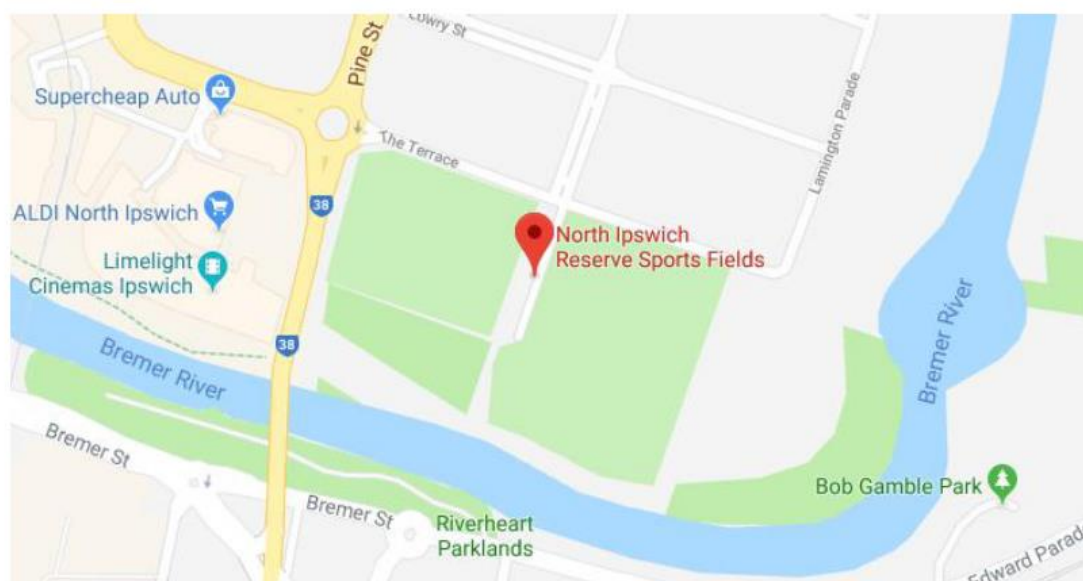 Lowry St
Pine St
Supercheap Auto
The Terrace
Lamington Parade
38
ALDI North Ipswich
North Ipswich
Reserve Sports Fields
Limelight
Cinemas Ipswich
38
Bremer River
Bremer River
Bremer St
Bob Gamble Park
Bremer St
Riverheart
Parklands
Edward Parad